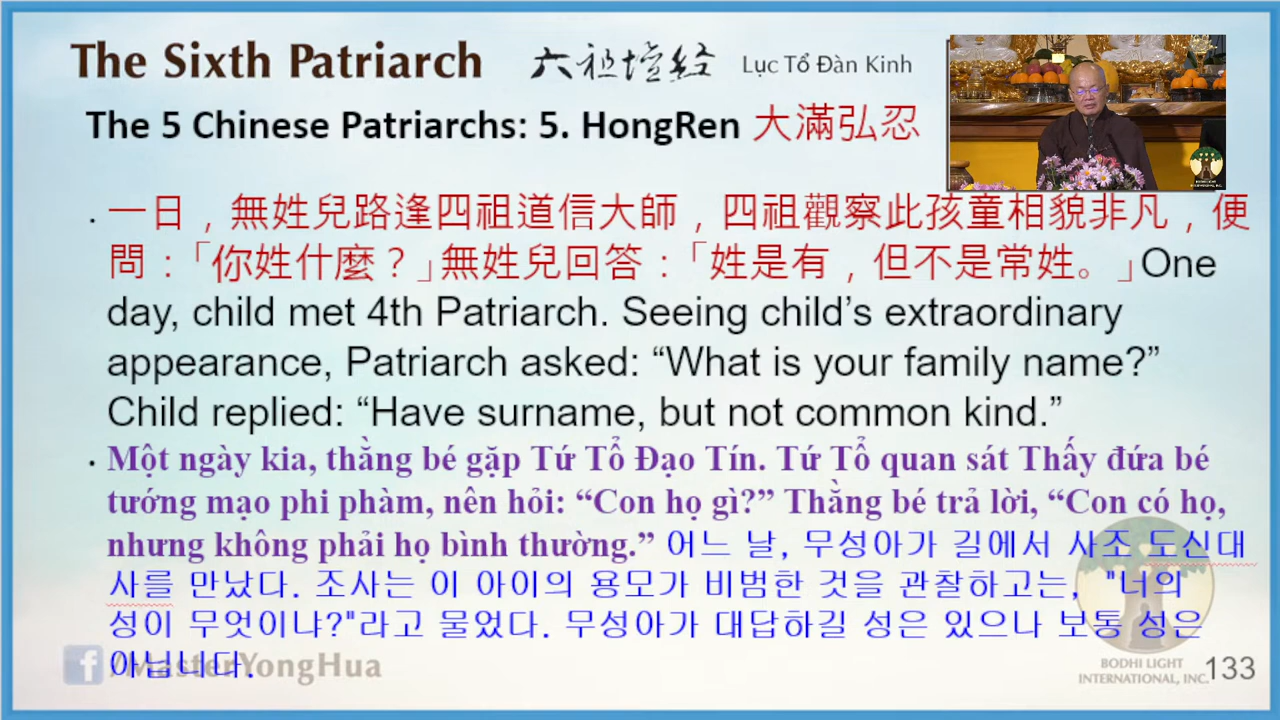 The Sixth Patriarch 六祖壇経 Lục Tổ Đàn Kinh
The 5 Chinese Patriarchs: 5. HongRen 大滿弘忍
. 一日，無姓兒路逢四祖道信大師，四祖觀察此孩童相貌非凡，便
問：「你姓什麼？」無姓兒回答：「姓是有，但不是常姓。」One
day, child met 4th Patriarch. Seeing child’s extraordinary
appearance, Patriarch asked: “What is your family name?”
Child replied: “Have surname, but not common kind.”
. Một ngày kia, thằng bé gặp Tứ Tổ Đạo Tín. Tứ Tổ quan sát Thấy đứa bé
tướng mạo phi phàm, nên hỏi: “Con họ gì?” Thằng bé trả lời, “Con có họ,
nhưng không phải họ bình thường.” 어느 날, 무성아가 길에서 사조 도신대
사를 만났다. 조사는 이 아이의 용모가 비범한 것을 관찰하고는, "너의
성이 무엇이냐?"라고 물었다. 무성아가 대답하길 성은 있으나 보통 성은
아닙니다.
f /MasterYongHua
BODHI LIGHT
INTERNATIONAL, INC.
133
BODHI LIGHT
INTERNATIONAL, INC.